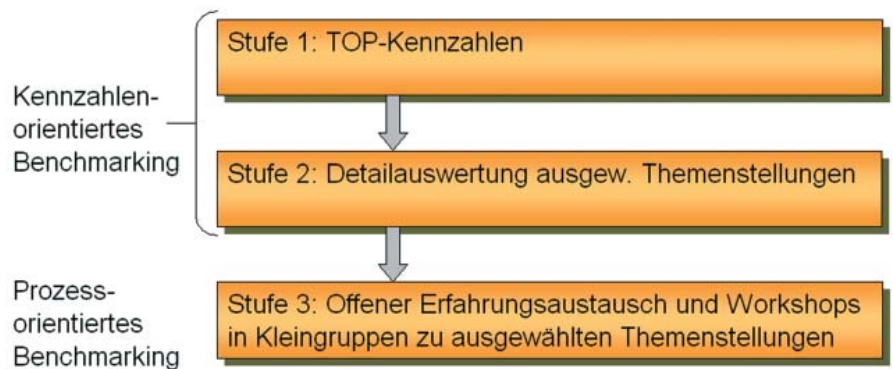 Stufe 1: TOP-Kennzahlen
Kennzahlen-
orientiertes
Benchmarking
Stufe 2: Detailauswertung ausgew. Themenstellungen
Prozess-
orientiertes
Benchmarking
Stufe 3: Offener Erfahrungsaustausch und Workshops
in Kleingruppen zu ausgewählten Themenstellungen